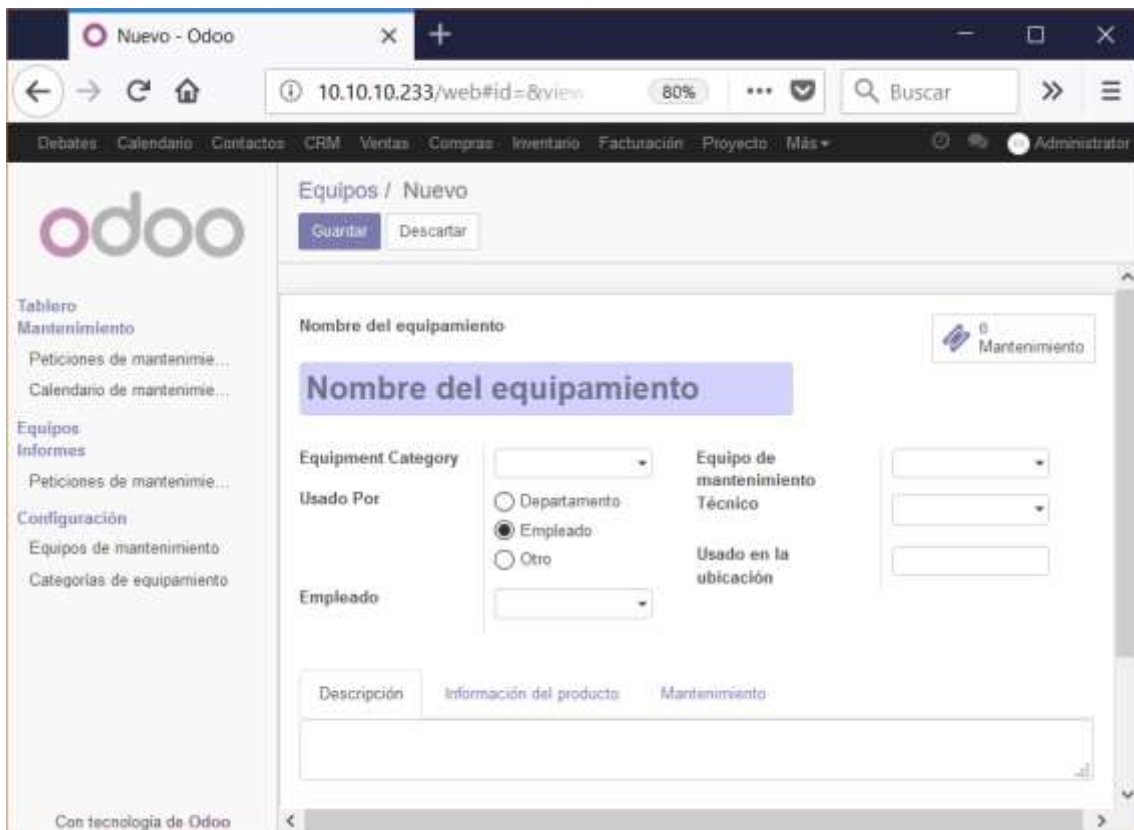 Nuevo - Odoo
10.10.10.233/web#id=&view
80%
Buscar
Debates Calendario Contactos CRM Ventas Compras Inventario Facturación Proyecto Más
Administrator
odoo
Equipos / Nuevo
Guardar Descartar
Tablero
Mantenimiento
Peticiones de mantenimie...
Calendario de mantenimie...
Equipos
Informes
Peticiones de mantenimie...
Configuración
Equipos de mantenimiento
Categorías de equipamiento
Con tecnología de Odoo
Nombre del equipamiento
0
Mantenimiento
Nombre del equipamiento
Equipment Category
Usado Por
Departamento
Empleado
Otro
Empleado
Equipo de
mantenimiento
Técnico
Usado en la
ubicación
Descripción Información del producto Mantenimiento